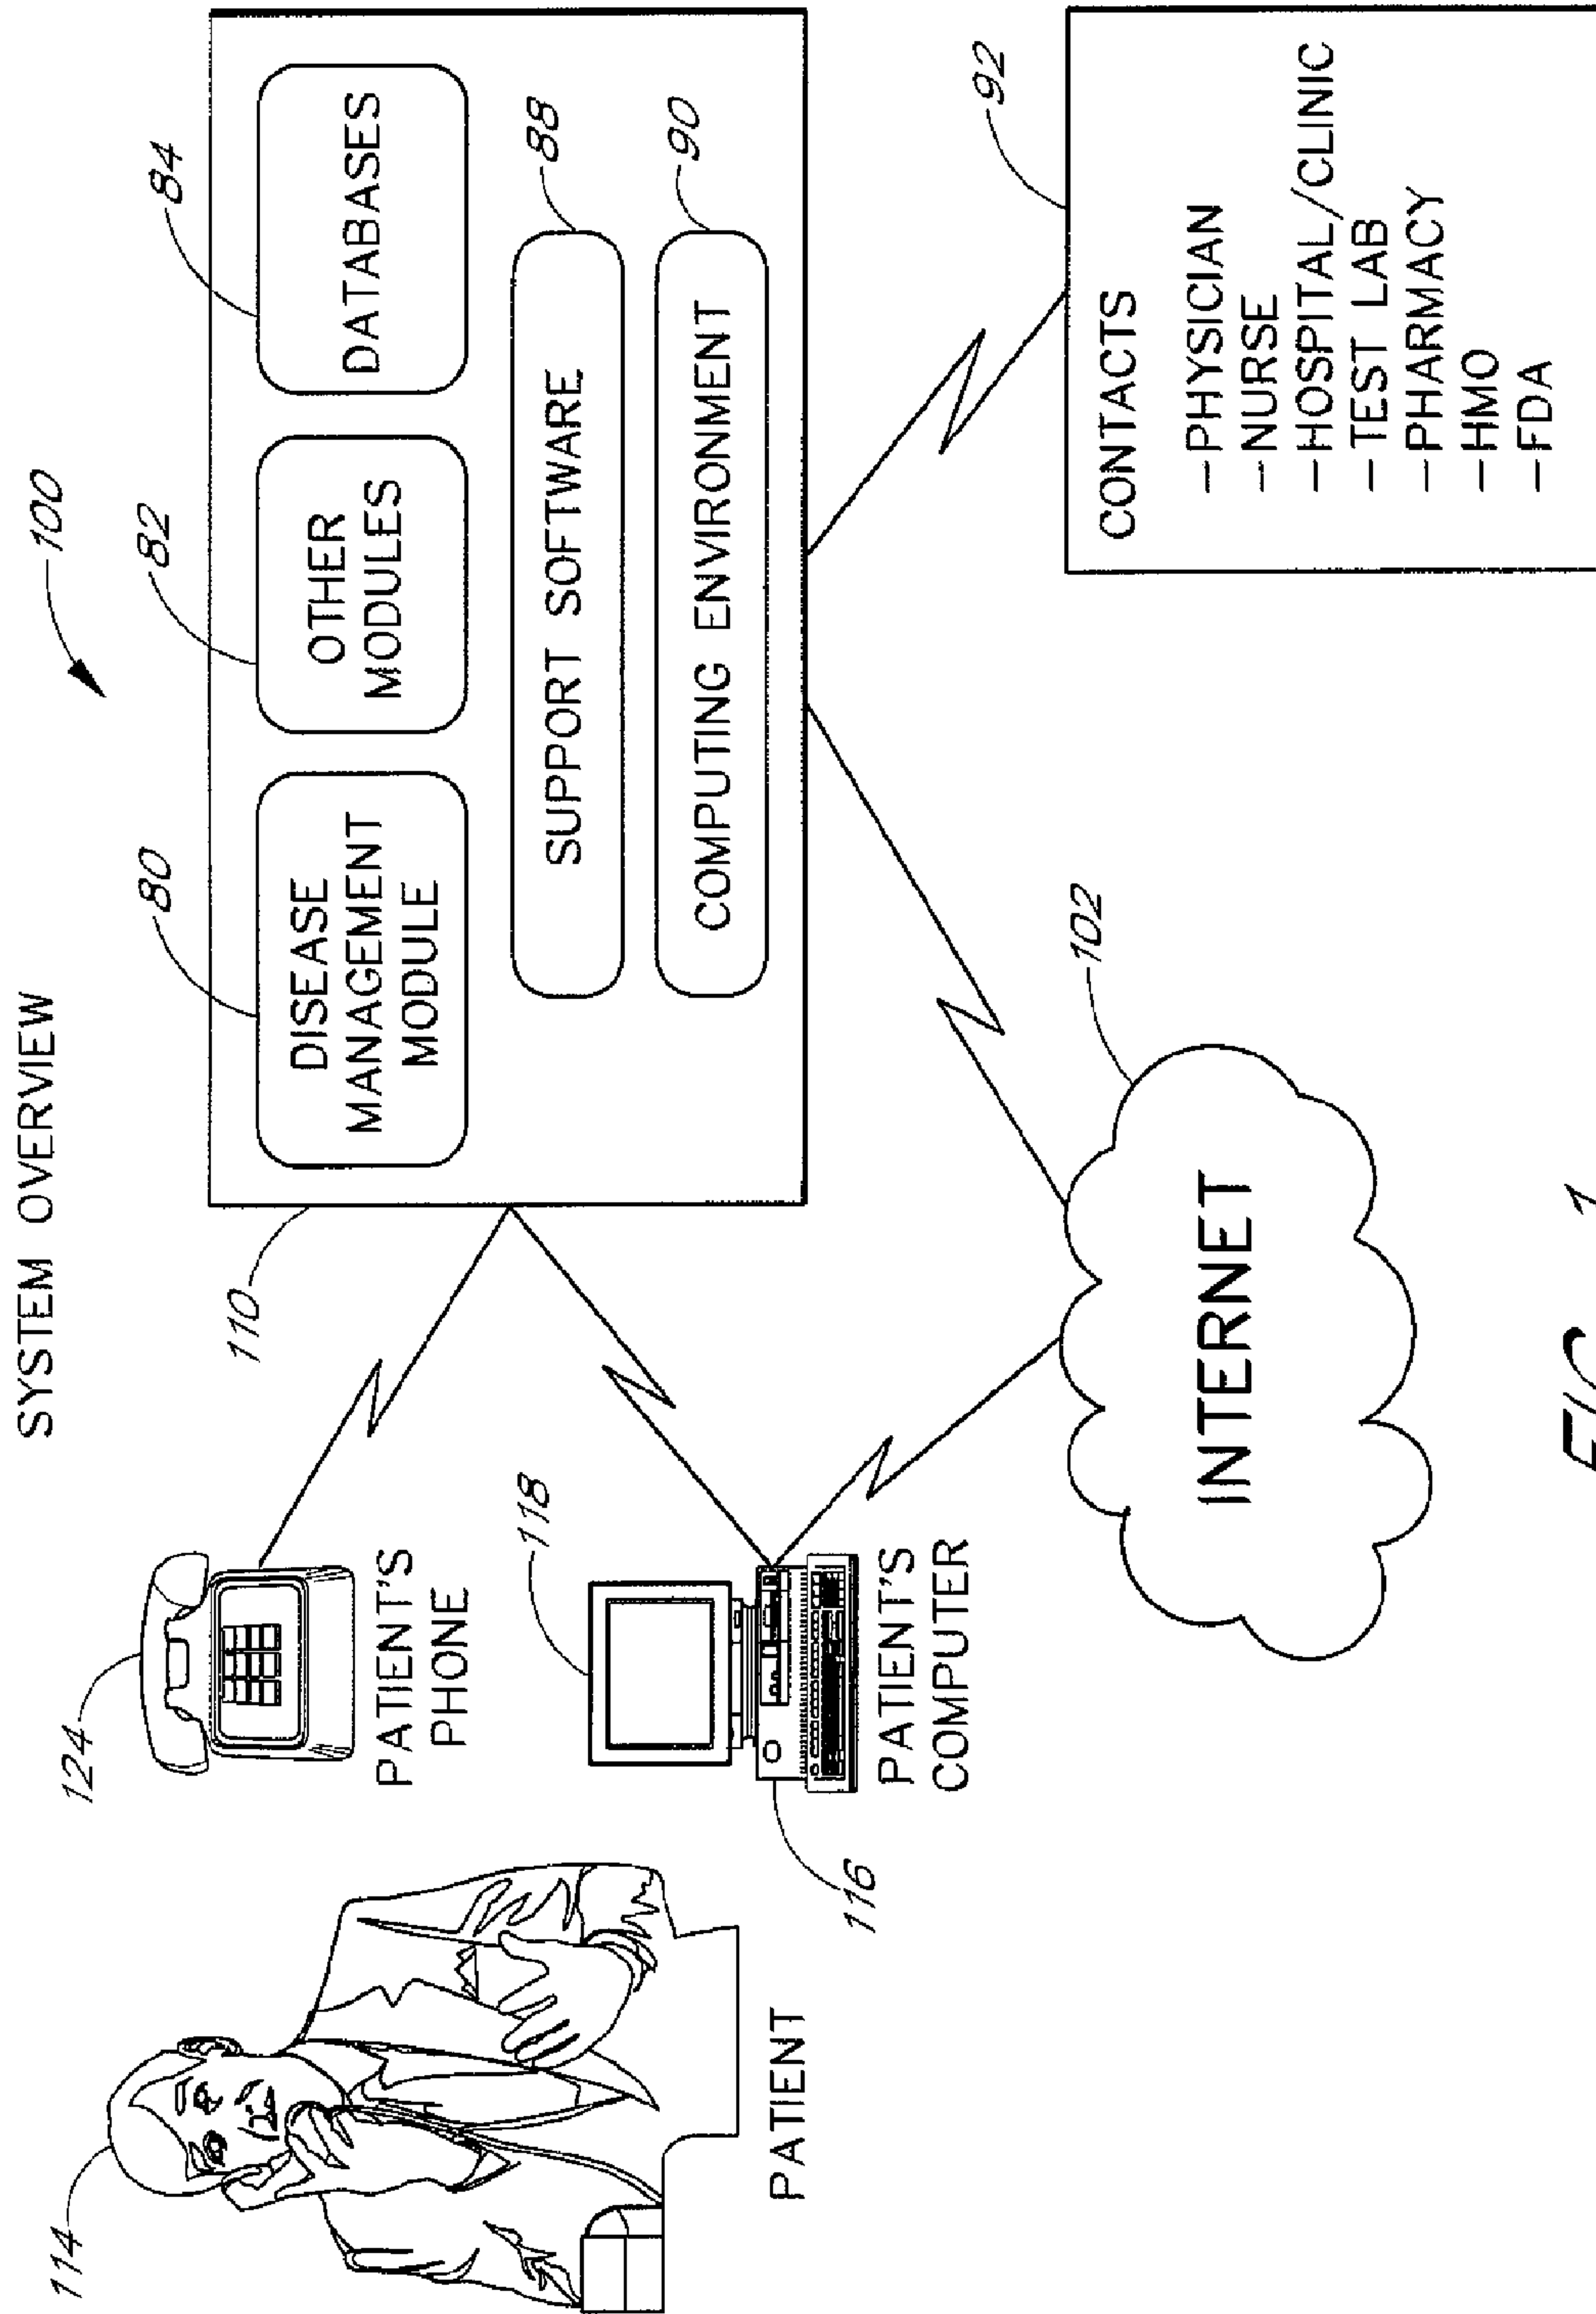 SYSTEM OVERVIEW
100
114
PATIENT
124
PATIENT'S
PHONE
118
116
PATIENT'S
COMPUTER
110
80
DISEASE
MANAGEMENT
MODULE
82
OTHER
MODULES
84
DATABASES
SUPPORT SOFTWARE
88
COMPUTING ENVIRONMENT
90
102
INTERNET
92
CONTACTS
-PHYSICIAN
-NURSE
-HOSPITAL/CLINIC
-TEST LAB
-PHARMACY
-HMO
-FDA
FIG. 1